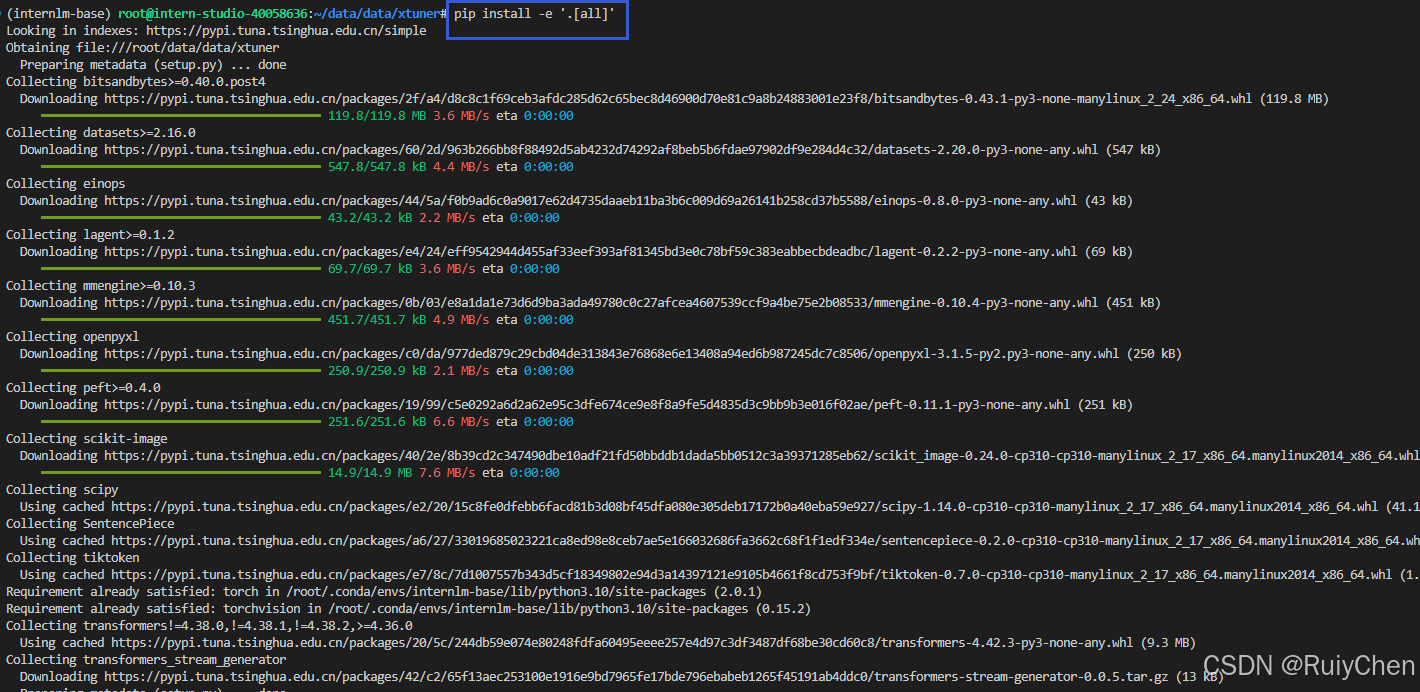 (internlm-base) root@intern-studio-40058636:~/data/data/xtuner# pip install -e '.[all]'
Looking in indexes: https://pypi.tuna.tsinghua.edu.cn/simple
Obtaining file:///root/data/data/xtuner
Preparing metadata (setup.py) ... done
Collecting bitsandbytes>=0.40.0.post4
Downloading https://pypi.tuna.tsinghua.edu.cn/packages/2f/a4/d8c8c1f69ceb3afdc285d62c65bec8d46900d70e81c9a8b24883001e23f8/bitsandbytes-0.43.1-py3-none-manylinux_2_24_x86_64.whl (119.8 MB)
119.8/119.8 MB 3.6 MB/s eta 0:00:00
Collecting datasets>=2.16.0
Downloading https://pypi.tuna.tsinghua.edu.cn/packages/60/2d/963b266bb8f88492d5ab4232d74292af8beb5b6fdae97902df9e284d4c32/datasets-2.20.0-py3-none-any.whl (547 kB)
547.8/547.8 kB 4.4 MB/s eta 0:00:00
Collecting einops
Downloading https://pypi.tuna.tsinghua.edu.cn/packages/44/5a/f0b9ad6c0a9017e62d4735daaeb11ba3b6c009d69a26141b258cd37b5588/einops-0.8.0-py3-none-any.whl (43 kB)
43.2/43.2 kB 2.2 MB/s eta 0:00:00
Collecting lagent>=0.1.2
Downloading https://pypi.tuna.tsinghua.edu.cn/packages/e4/24/eff9542944d455af33eef393af81345bd3e0c78bf59c383eabbecbdeadbc/lagent-0.2.2-py3-none-any.whl (69 kB)
69.7/69.7 kB 3.6 MB/s eta 0:00:00
Collecting mmengine>=0.10.3
Downloading https://pypi.tuna.tsinghua.edu.cn/packages/0b/03/e8a1da1e73d6d9ba3ada49780c0c27afcea4607539ccf9a4be75e2b08533/mmengine-0.10.4-py3-none-any.whl (451 kB)
451.7/451.7 kB 4.9 MB/s eta 0:00:00
Collecting openpyxl
Downloading https://pypi.tuna.tsinghua.edu.cn/packages/c0/da/977ded879c29cbd04de313843e76868e6e13408a94ed6b987245dc7c8506/openpyxl-3.1.5-py2.py3-none-any.whl (250 kB)
250.9/250.9 kB 2.1 MB/s eta 0:00:00
Collecting peft>=0.4.0
Downloading https://pypi.tuna.tsinghua.edu.cn/packages/19/99/c5e0292a6d2a62e95c3dfe674ce9e8f8a9fe5d4835d3c9bb9b3e016f02ae/peft-0.11.1-py3-none-any.whl (251 kB)
251.6/251.6 kB 6.6 MB/s eta 0:00:00
Collecting scikit-image
Downloading https://pypi.tuna.tsinghua.edu.cn/packages/40/2e/8b39cd2c347490dbe10adf21fd50bbddb1dada5bb0512c3a39371285eb62/scikit_image-0.24.0-cp310-cp310-manylinux_2_17_x86_64.manylinux2014_x86_64.whl
14.9/14.9 MB 7.6 MB/s eta 0:00:00
Collecting scipy
Using cached https://pypi.tuna.tsinghua.edu.cn/packages/e2/20/15c8fe0dfebb6facd81b3d08bf45dfa080e305deb17172b0a40eba59e927/scipy-1.14.0-cp310-cp310-manylinux_2_17_x86_64.manylinux2014_x86_64.whl (41.1
Collecting SentencePiece
Using cached https://pypi.tuna.tsinghua.edu.cn/packages/a6/27/33019685023221ca8ed98e8ceb7ae5e166032686fa3662c68f1f1edf334e/sentencepiece-0.2.0-cp310-cp310-manylinux_2_17_x86_64.manylinux2014_x86_64.wh
Collecting tiktoken
Using cached https://pypi.tuna.tsinghua.edu.cn/packages/e7/8c/7d1007557b343d5cf18349802e94d3a14397121e9105b4661f8cd753f9bf/tiktoken-0.7.0-cp310-cp310-manylinux_2_17_x86_64.manylinux2014_x86_64.whl (1.
Requirement already satisfied: torch in /root/.conda/envs/internlm-base/lib/python3.10/site-packages (2.0.1)
Requirement already satisfied: torchvision in /root/.conda/envs/internlm-base/lib/python3.10/site-packages (0.15.2)
Collecting transformers!=4.38.0,!=4.38.1,!=4.38.2,>=4.36.0
Using cached https://pypi.tuna.tsinghua.edu.cn/packages/20/5c/244db59e074e80248fdfa60495eeee257e4d97c3df3487df68be30cd60c8/transformers-4.42.3-py3-none-any.whl (9.3 MB)
Collecting transformers_stream_generator
Downloading https://pypi.tuna.tsinghua.edu.cn/packages/42/c2/65f13aec253100e1916e9bd7965fe17bde796ebabeb1265f45191ab4ddc0/transformers-stream-generator-0.0.5.tar.gz (13 kB)
CSDN @RuiyChen